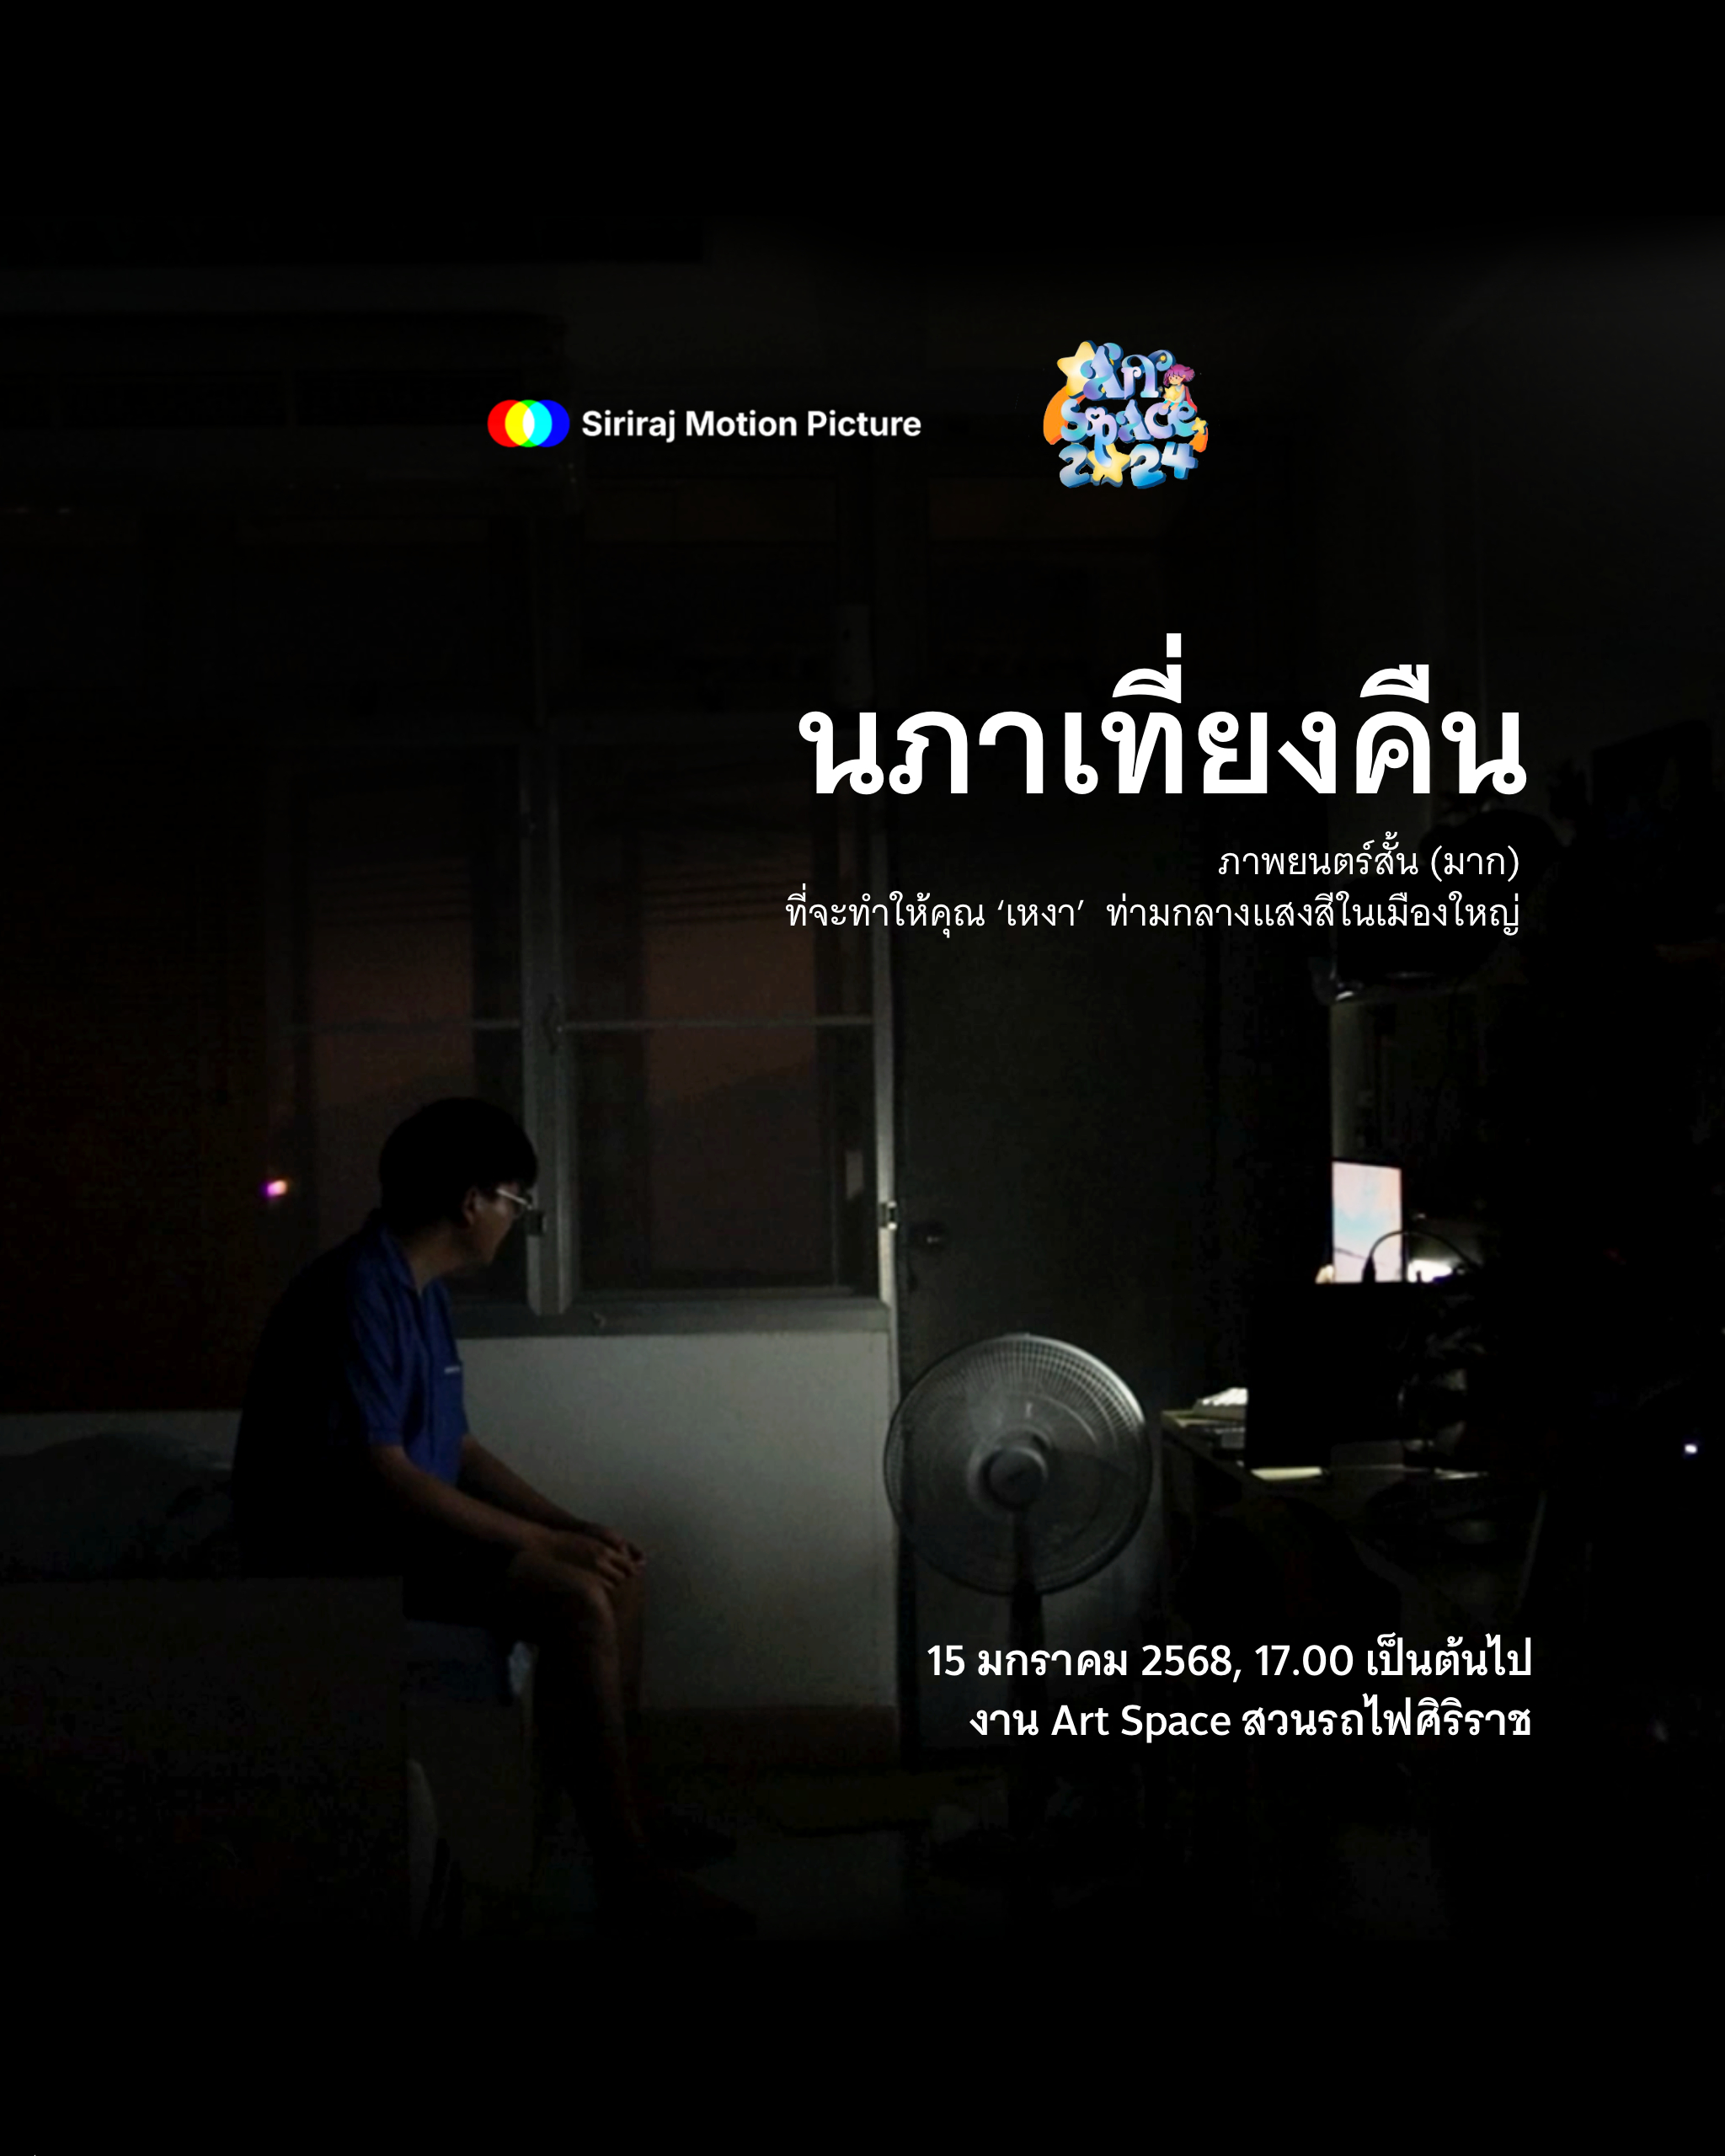 Siriraj Motion Picture
Art
Space
2024
นภาเที่ยงคืน
ภาพยนตร์สั้น (มาก)
ที่จะทำให้คุณ ‘เหงา’ ท่ามกลางแสงสีในเมืองใหญ่
15 มกราคม 2568, 17.00 เป็นต้นไป
งาน Art Space สวนรถไฟศิริราช